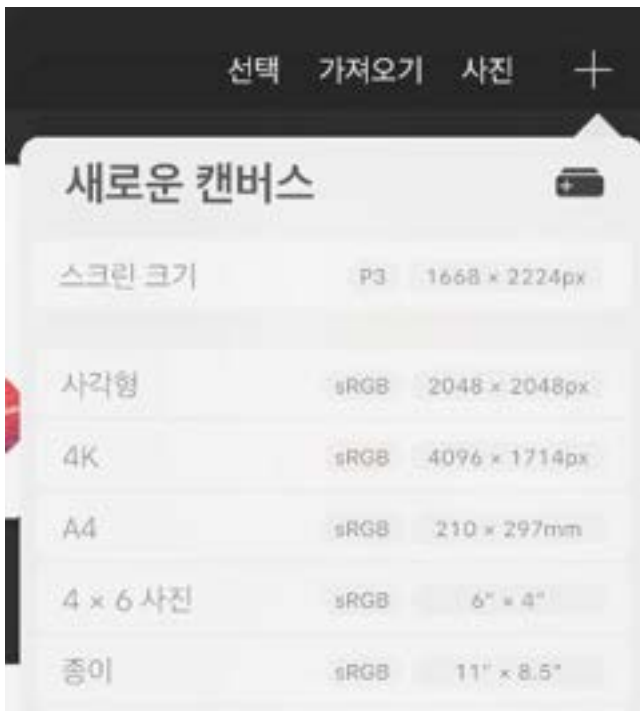 선택 가져오기 사진
새로운 캔버스
스크린 크기 P3 1668 × 2224px
사각형 sRGB 2048 × 2048px
4K sRGB 4096 × 1714px
A4 sRGB 210 × 297mm
4 × 6 사진 sRGB 6" × 4"
종이 sRGB 11" × 8.5"